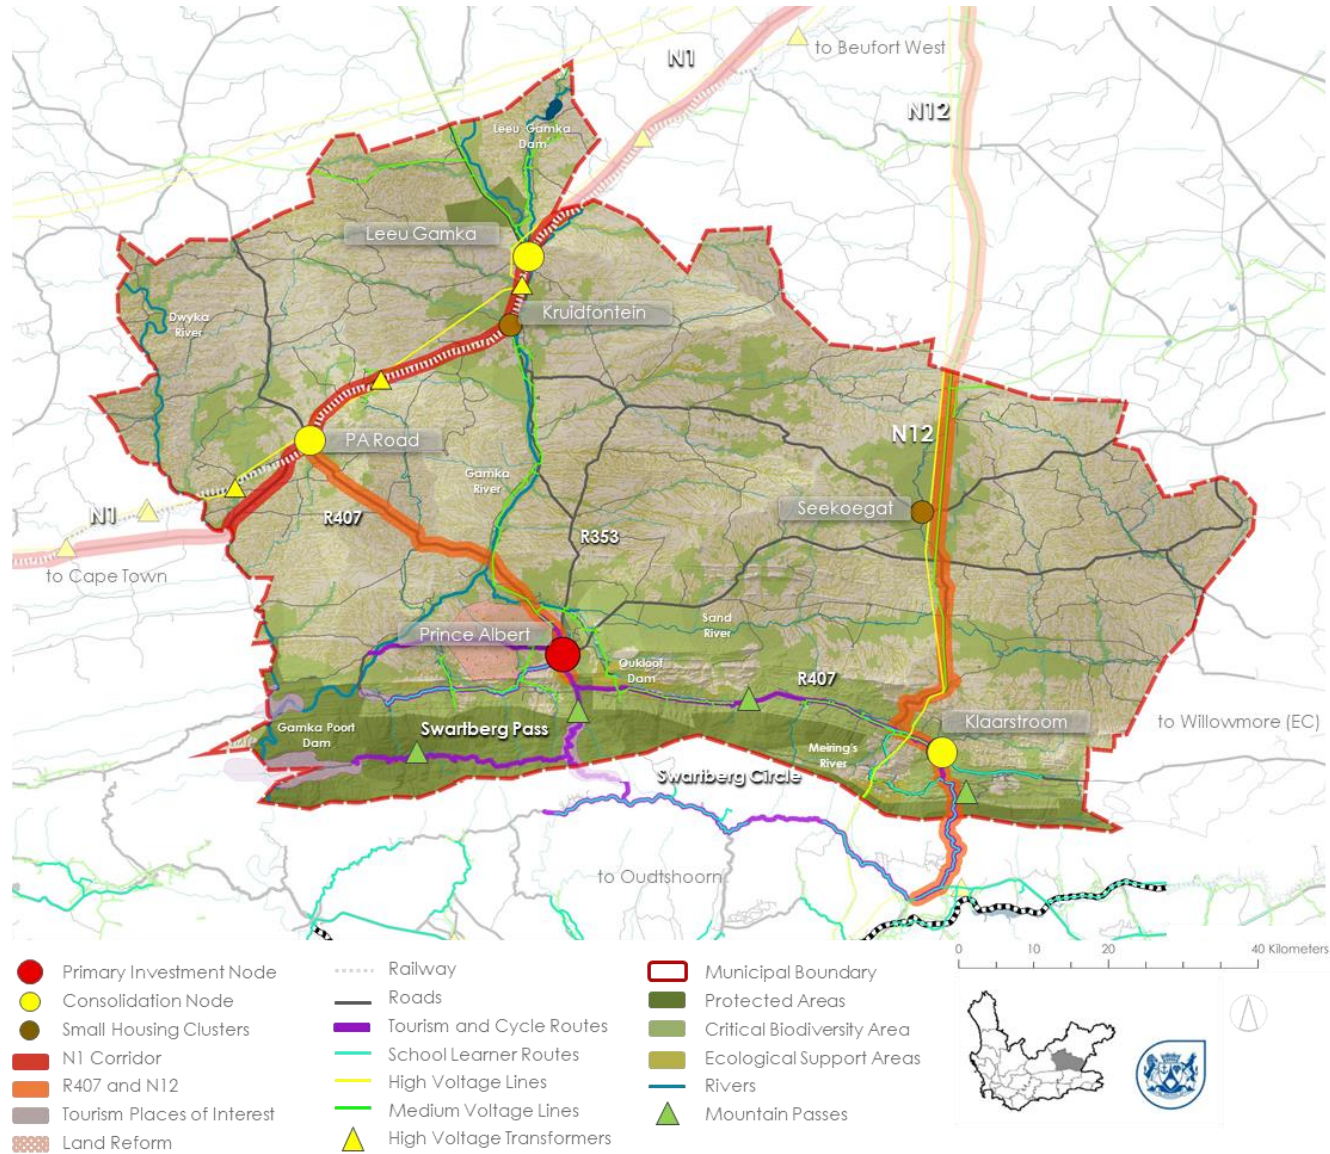 N1
to Beufort West
N12
Leeu Gamka
Dam
Leeu Gamka
Kruidfontein
Dwyka
River
PA Road
N12
Gamka
River
Seekoegat
N1
R407
R353
to Cape Town
Sand
River
Prince Albert
Oukloof
Dam
R407
Gamka Poort
Dam
Swartberg Pass
Klaarstroom
to Willowmore (EC)
Meiring's
River
Swartberg Circle
to Oudtshoorn
0 10 20 40 Kilometers
Primary Investment Node
Consolidation Node
Small Housing Clusters
N1 Corridor
R407 and N12
Tourism Places of Interest
Land Reform
Railway
Roads
Tourism and Cycle Routes
School Learner Routes
High Voltage Lines
Medium Voltage Lines
High Voltage Transformers
Municipal Boundary
Protected Areas
Critical Biodiversity Area
Ecological Support Areas
Rivers
Mountain Passes